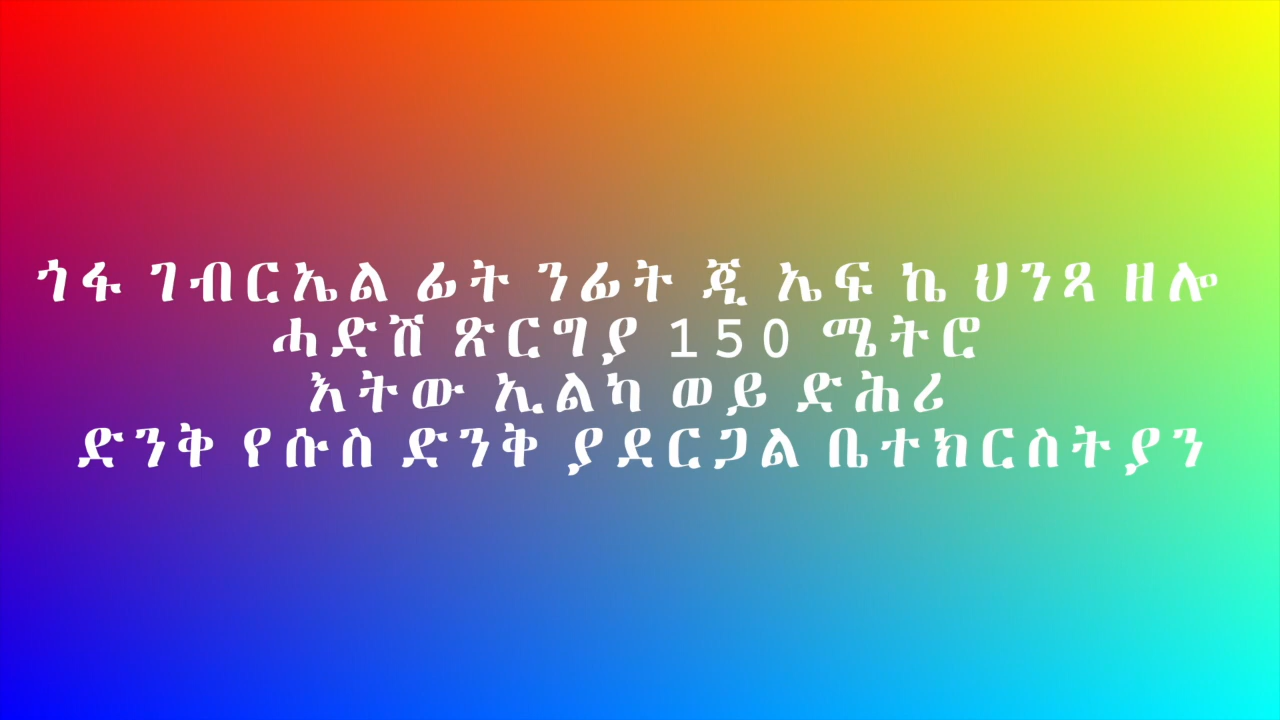 ጎፋ ገብርኤል ፊት ንፊት ጂ ኤፍ ኬ ህንጻ ዘሎ
ሓድሽ ጽርግያ 150 ሜትሮ
እትው ኢልካ ወይ ድሕሪ
ድንቅ የሱስ ድንቅ ያደርጋል ቤተክርስትያን